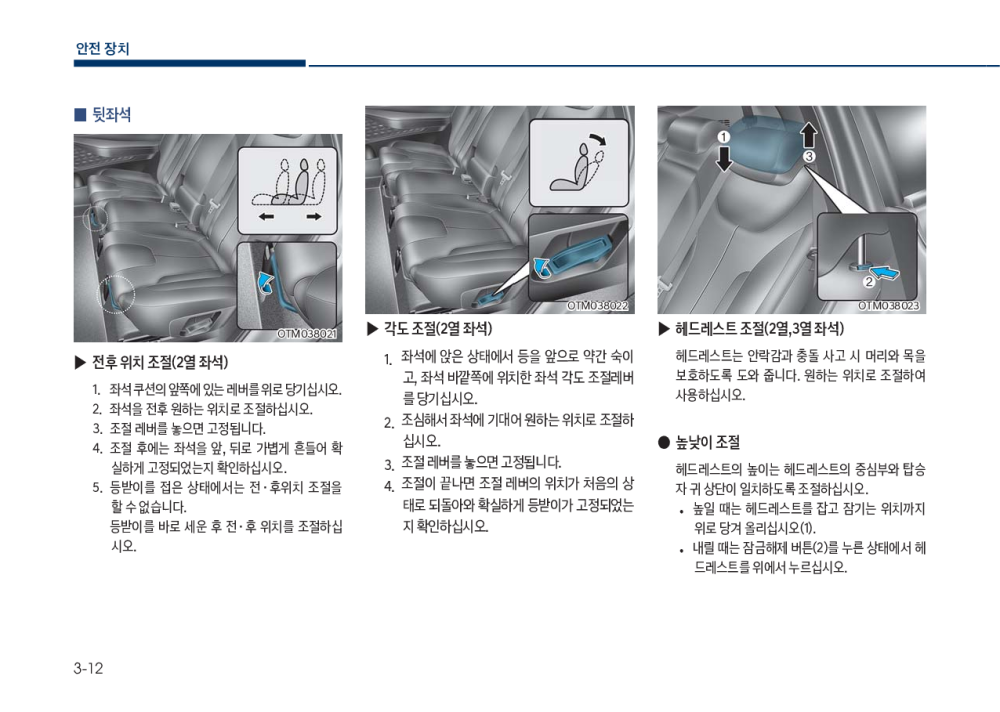 안전 장치
■ 뒷좌석
OTM038021
▶ 전후 위치 조절(2열 좌석)
1. 좌석 쿠션의 앞쪽에 있는 레버를 위로 당기십시오.
2. 좌석을 전후 원하는 위치로 조절하십시오.
3. 조절 레버를 놓으면 고정됩니다.
4. 조절 후에는 좌석을 앞, 뒤로 가볍게 흔들어 확
실하게 고정되었는지 확인하십시오.
5. 등받이를 접은 상태에서는 전·후위치 조절을
할 수 없습니다.
등받이를 바로 세운 후 전·후 위치를 조절하십
시오.
OTM038022
▶ 각도 조절(2열 좌석)
1. 좌석에 앉은 상태에서 등을 앞으로 약간 숙이
고, 좌석 바깥쪽에 위치한 좌석 각도 조절레버
를 당기십시오.
2. 조심해서 좌석에 기대어 원하는 위치로 조절하
십시오.
3. 조절 레버를 놓으면 고정됩니다.
4. 조절이 끝나면 조절 레버의 위치가 처음의 상
태로 되돌아와 확실하게 등받이가 고정되었는
지 확인하십시오.
①
③
②
OTM038023
▶ 헤드레스트 조절(2열,3열 좌석)
헤드레스트는 안락감과 충돌 사고 시 머리와 목을
보호하도록 도와 줍니다. 원하는 위치로 조절하여
사용하십시오.
● 높낮이 조절
헤드레스트의 높이는 헤드레스트의 중심부와 탑승
자 귀 상단이 일치하도록 조절하십시오.
• 높일 때는 헤드레스트를 잡고 잠기는 위치까지
위로 당겨 올리십시오(1).
• 내릴 때는 잠금해제 버튼(2)를 누른 상태에서 헤
드레스트를 위에서 누르십시오.
3-12